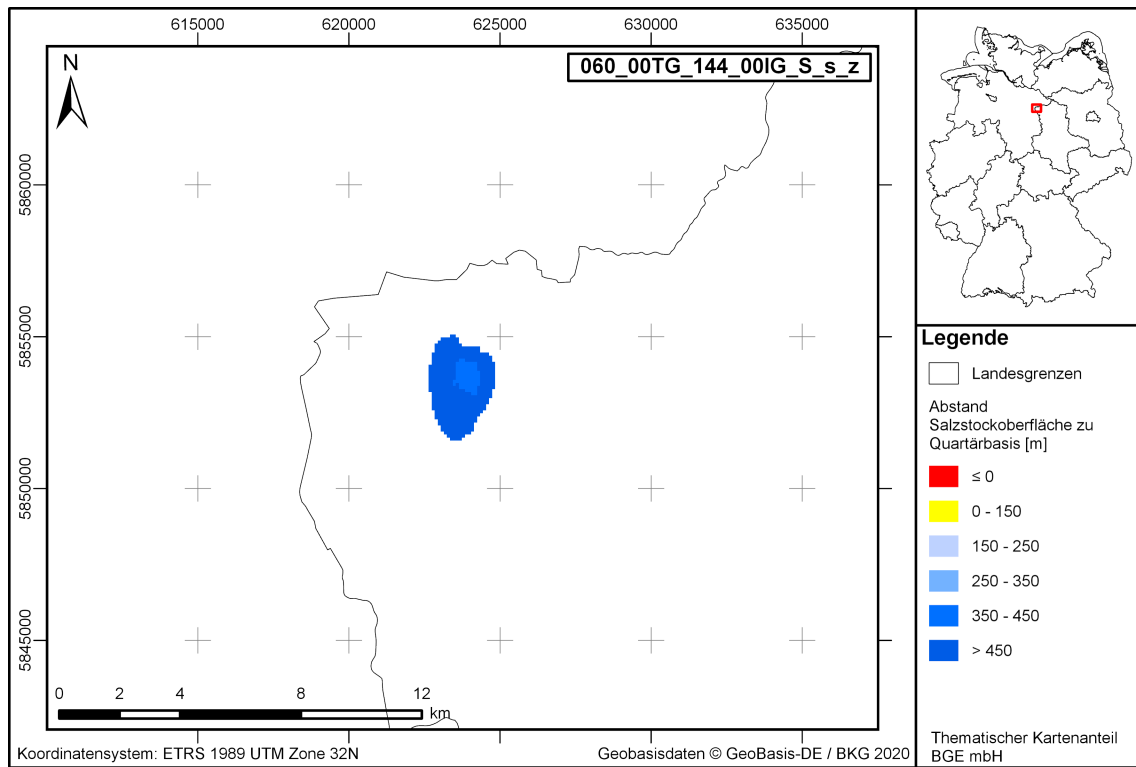 615000 620000 625000 630000 635000
060_00TG_144_00IG_S_s_z
N
5860000
5855000
5850000
5845000
0 2 4 8 12
km
Koordinatensystem: ETRS 1989 UTM Zone 32N
Geobasisdaten © GeoBasis-DE / BKG 2020
Legende
Landesgrenzen
Abstand
Salzstockoberfläche zu
Quartärbasis [m]
≤ 0
0 - 150
150 - 250
250 - 350
350 - 450
> 450
Thematischer Kartenanteil
BGE mbH